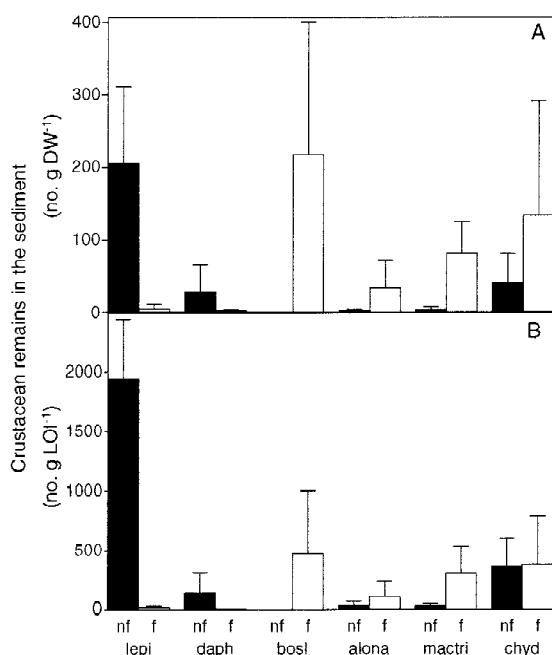 Crustacean remains in the sediment
(no. g DW⁻¹)
(no. g LOI⁻¹)
A
400
300
200
100
0
B
2000
1500
1000
500
0
nf f nf f nf f nf f nf f nf f
lepi daph bosl alona mactri chyd